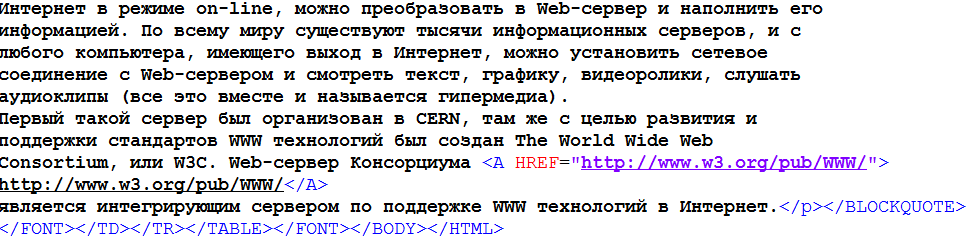 Интернет в режиме on-line, можно преобразовать в Web-сервер и наполнить его
информацией. По всему миру существуют тысячи информационных серверов, и с
любого компьютера, имеющего выход в Интернет, можно установить сетевое
соединение с Web-сервером и смотреть текст, графику, видеоролики, слушать
аудиоклипы (все это вместе и называется гипермедиа).
Первый такой сервер был организован в CERN, там же с целью развития и
поддержки стандартов WWW технологий был создан The World Wide Web
Consortium, или W3C. Web-сервер Консорциума <A HREF="http://www.w3.org/pub/WWW/">
http://www.w3.org/pub/WWW/</A>
является интегрирующим сервером по поддержке WWW технологий в Интернет.</p></BLOCKQUOTE>
</FONT></TD></TR></TABLE></FONT></BODY></HTML>